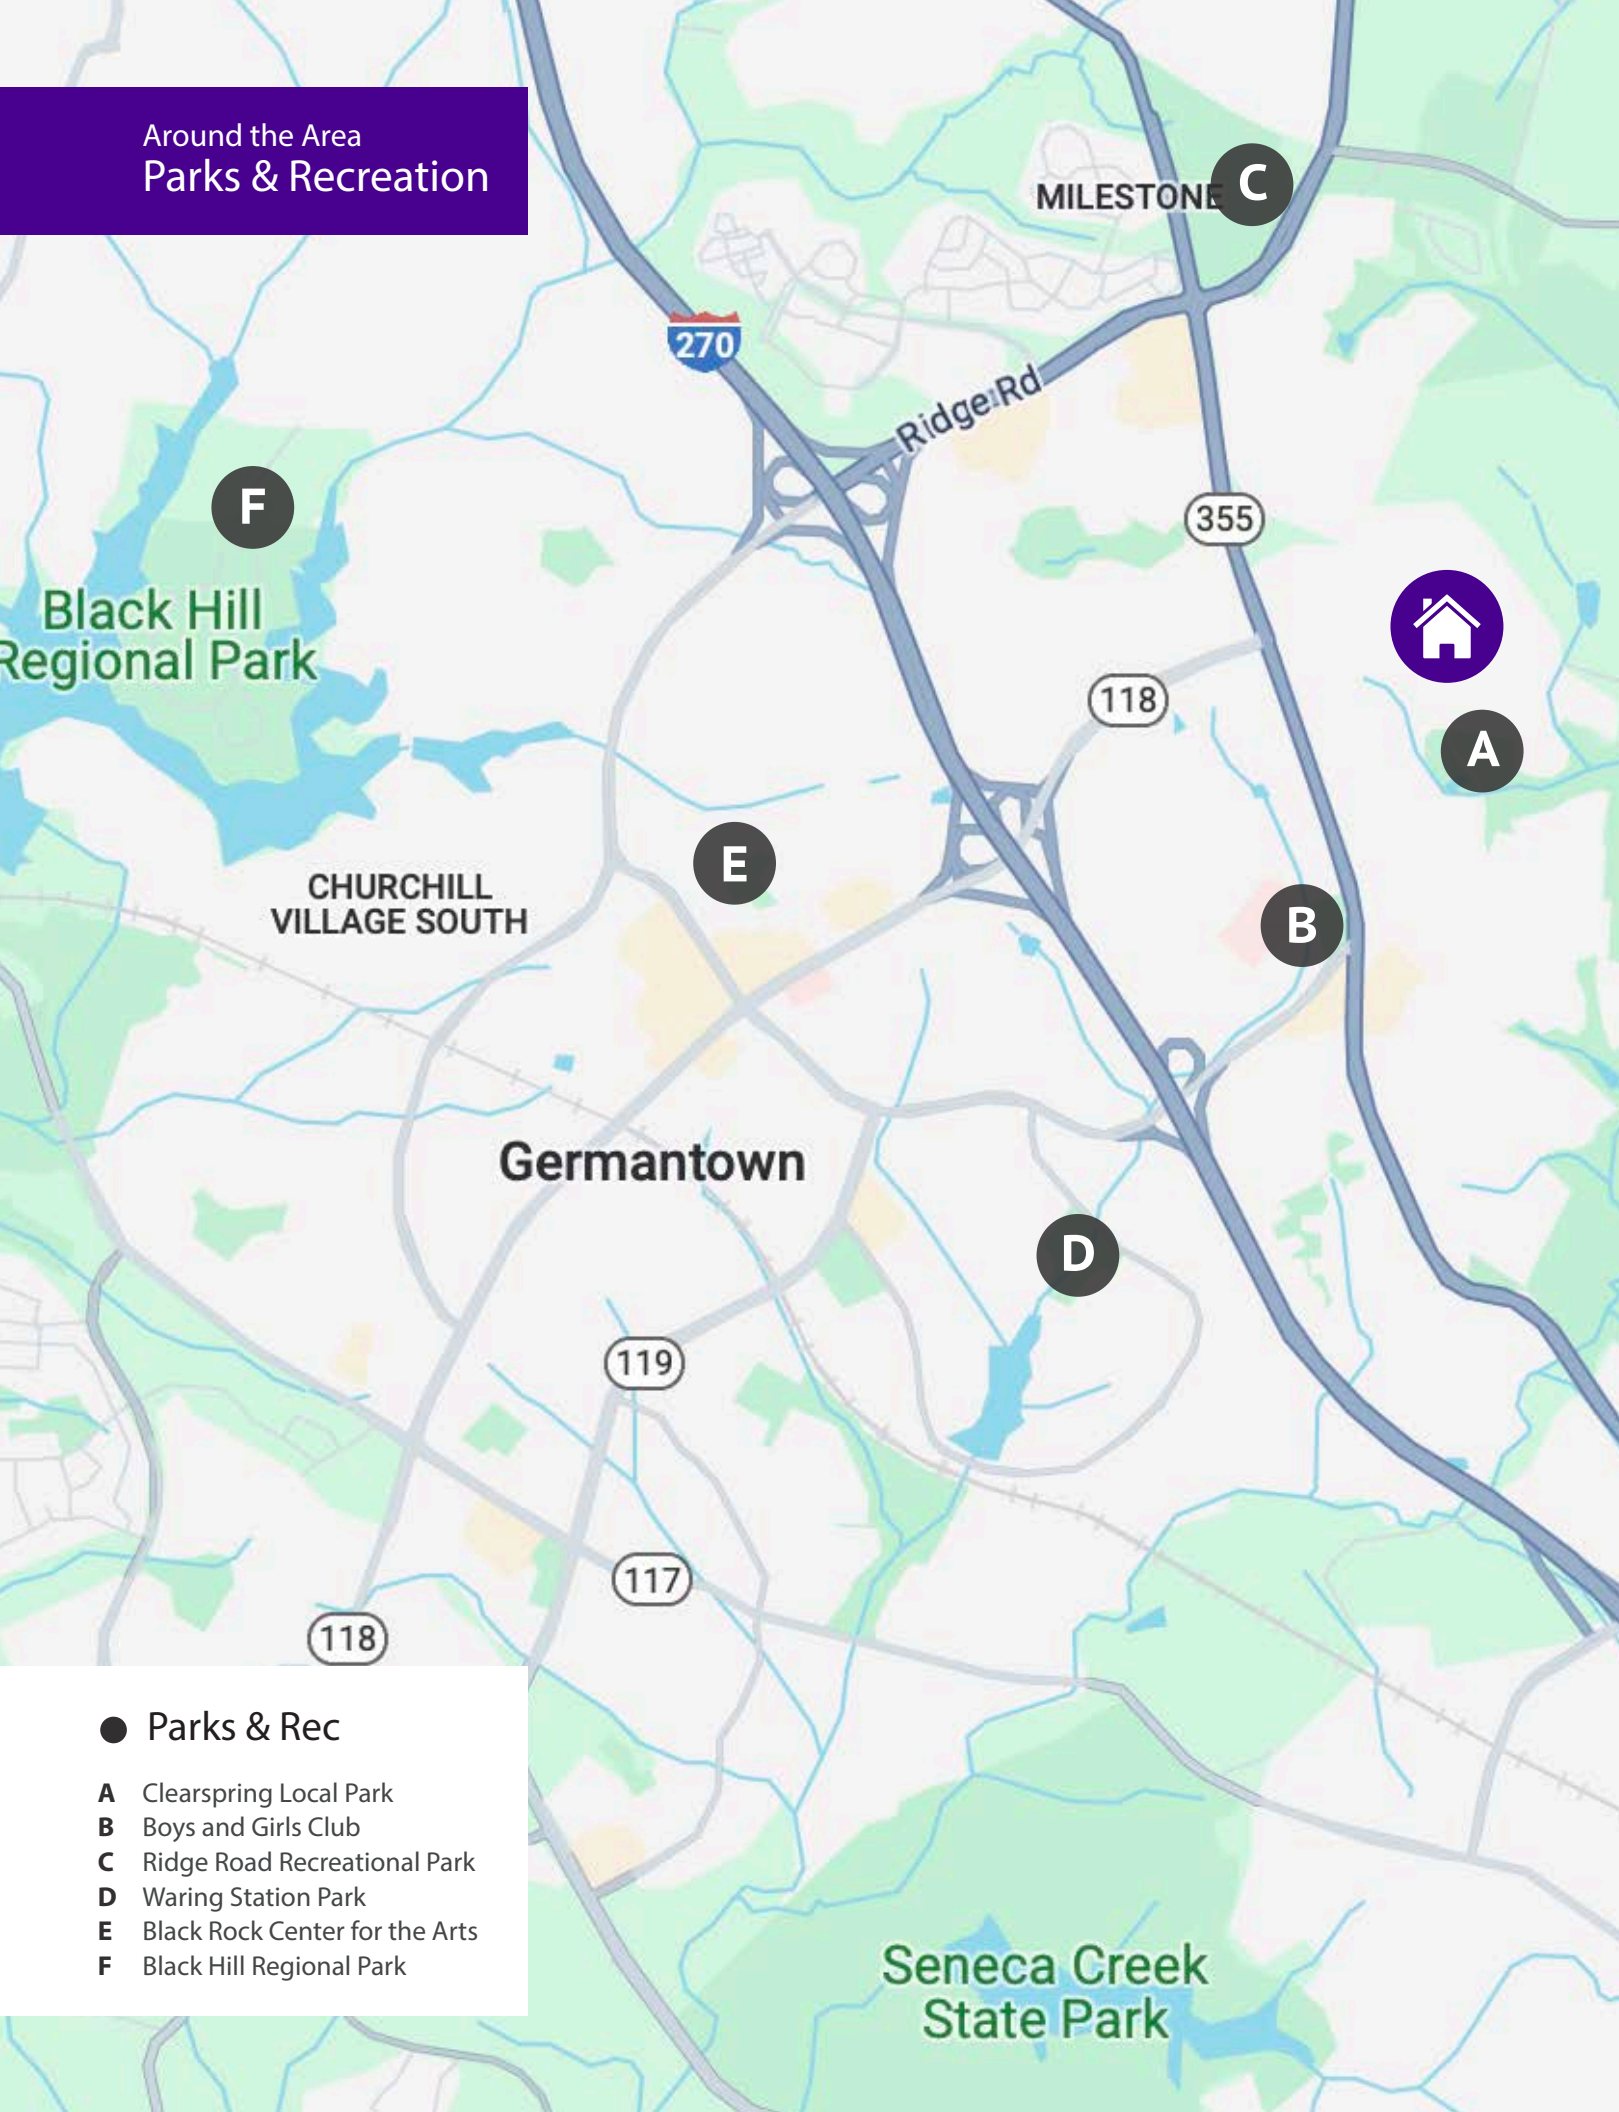 Around the Area
Parks & Recreation
MILESTONE
C
270
Ridge Rd
F
355
Black Hill
Regional Park
118
A
E
CHURCHILL
VILLAGE SOUTH
B
Germantown
D
119
117
118
Parks & Rec
A Clearspring Local Park
B Boys and Girls Club
C Ridge Road Recreational Park
D Waring Station Park
E Black Rock Center for the Arts
F Black Hill Regional Park
Seneca Creek
State Park